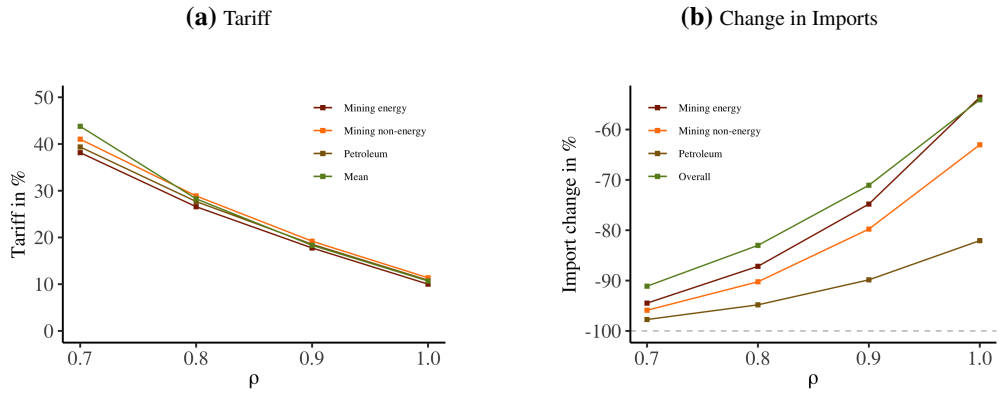 (a) Tariff
50
40
30
20
10
0
Tariff in %
0.7 0.8 0.9 1.0
ρ
Mining energy
Mining non-energy
Petroleum
Mean
(b) Change in Imports
-60
-70
-80
-90
-100
Import change in %
0.7 0.8 0.9 1.0
ρ
Mining energy
Mining non-energy
Petroleum
Overall